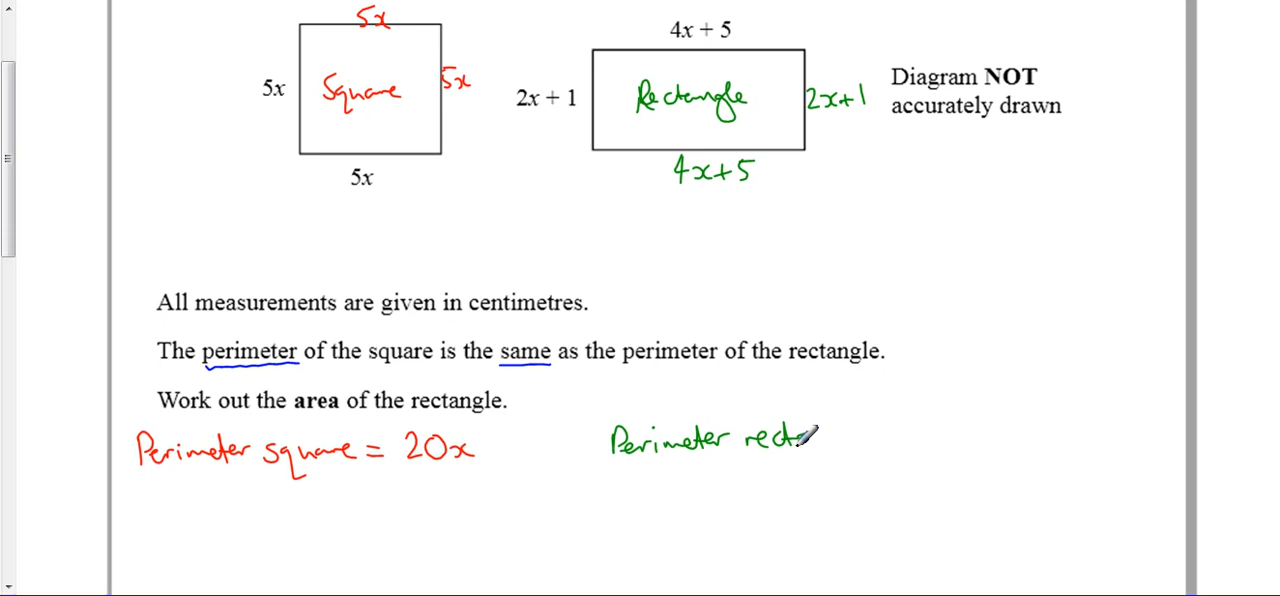 5x
5x
Square
5x
5x
4x + 5
2x + 1
Rectangle
2x+1
4x+5
Diagram NOT
accurately drawn
All measurements are given in centimetres.
The perimeter of the square is the same as the perimeter of the rectangle.
Work out the area of the rectangle.
Perimeter square = 20x
Perimeter recta